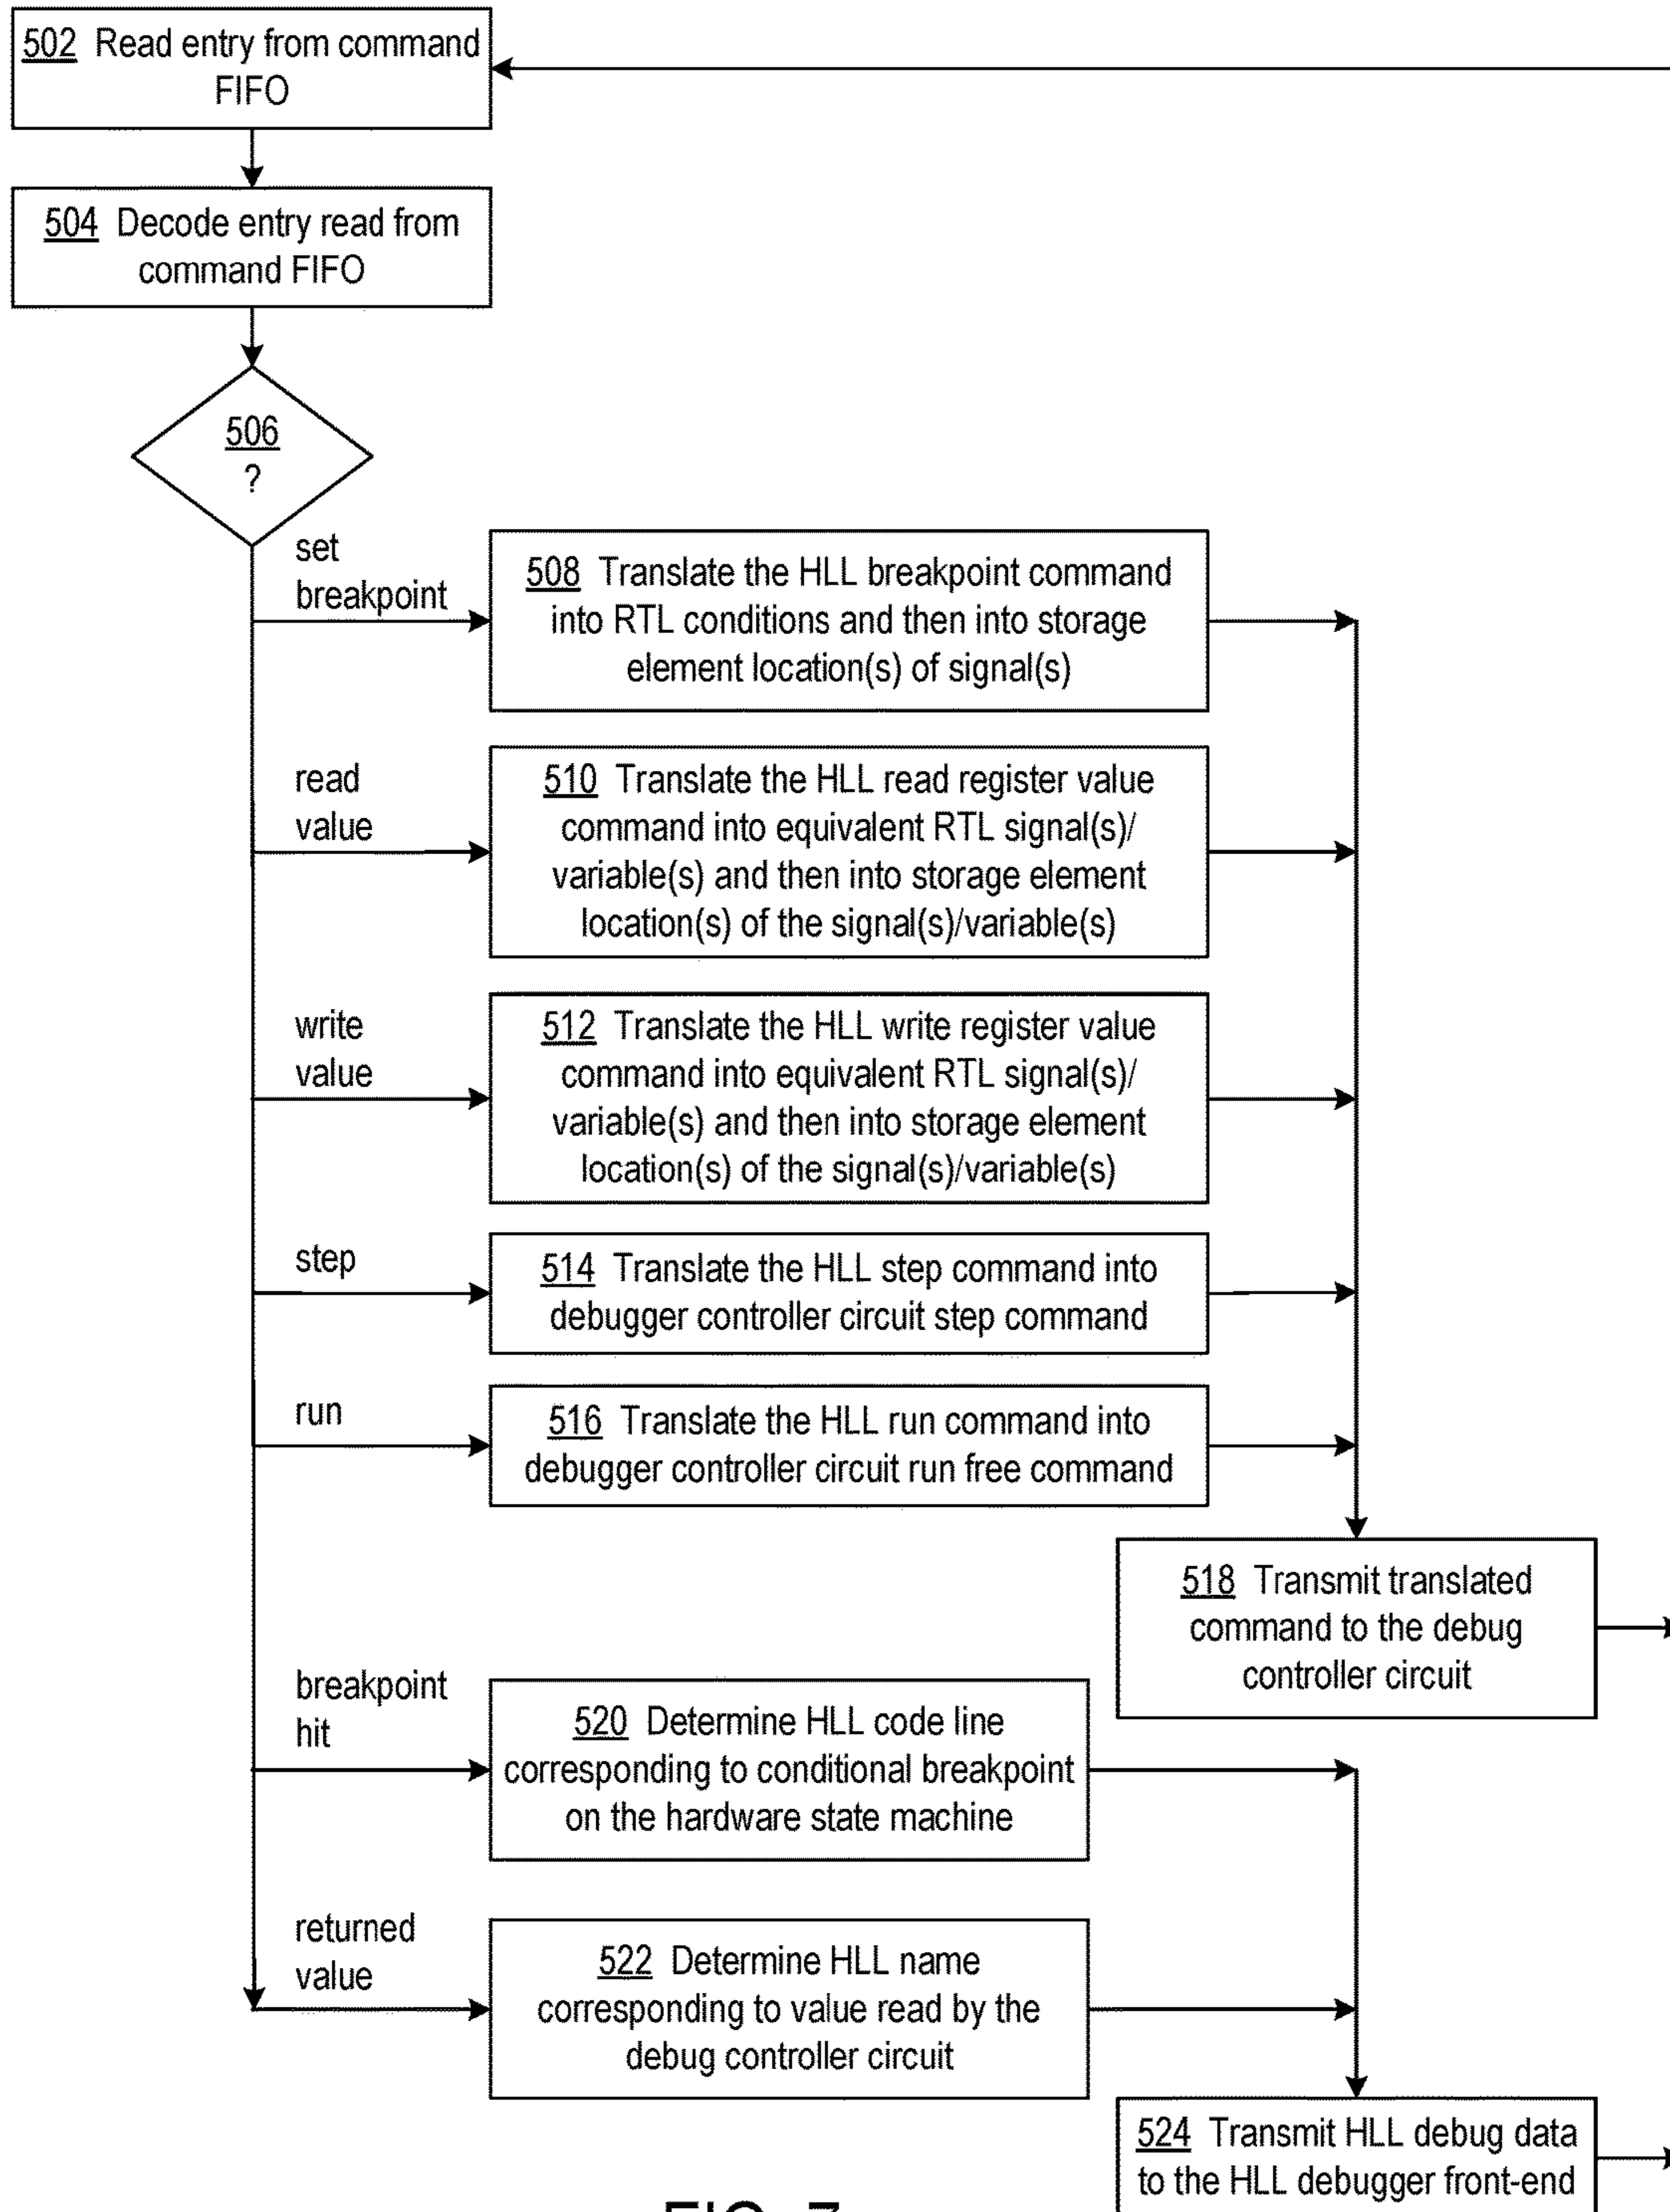 502 Read entry from command
FIFO
504 Decode entry read from
command FIFO
506
?
set
breakpoint
508 Translate the HLL breakpoint command
into RTL conditions and then into storage
element location(s) of signal(s)
read
value
510 Translate the HLL read register value
command into equivalent RTL signal(s)/
variable(s) and then into storage element
location(s) of the signal(s)/variable(s)
write
value
512 Translate the HLL write register value
command into equivalent RTL signal(s)/
variable(s) and then into storage element
location(s) of the signal(s)/variable(s)
step
514 Translate the HLL step command into
debugger controller circuit step command
run
516 Translate the HLL run command into
debugger controller circuit run free command
518 Transmit translated
command to the debug
controller circuit
breakpoint
hit
520 Determine HLL code line
corresponding to conditional breakpoint
on the hardware state machine
returned
value
522 Determine HLL name
corresponding to value read by the
debug controller circuit
524 Transmit HLL debug data
to the HLL debugger front-end